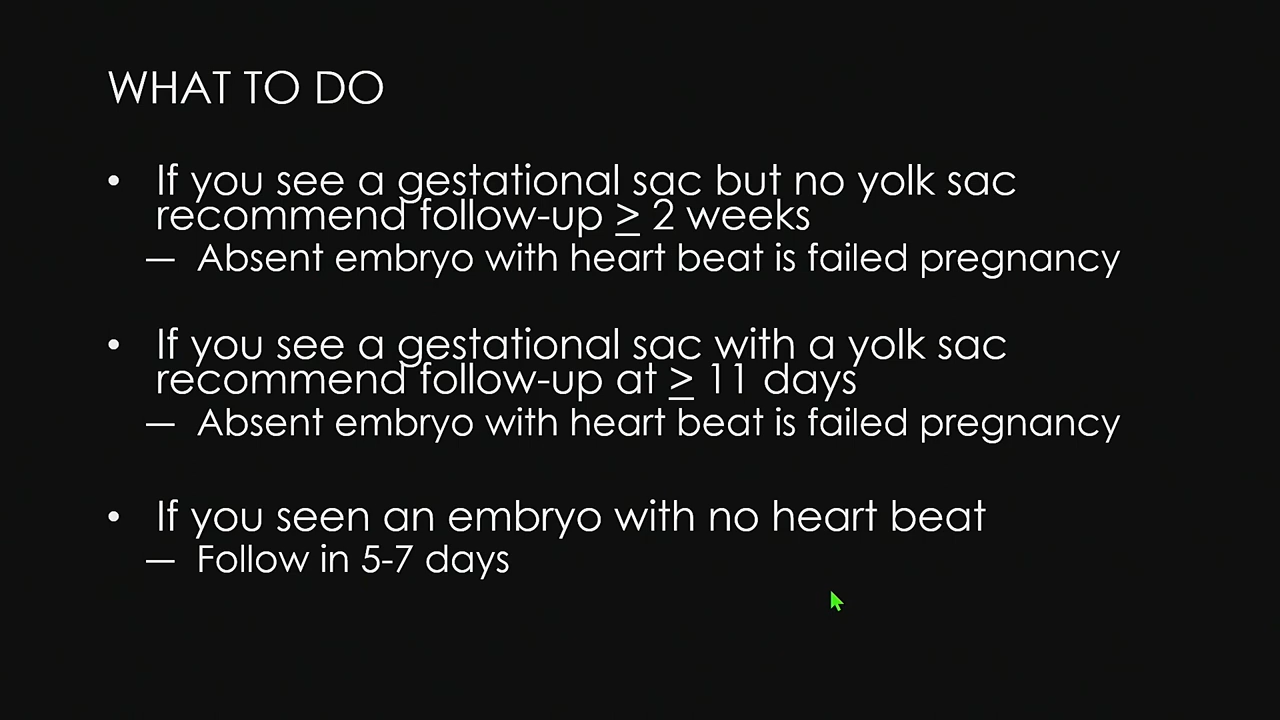 WHAT TO DO
• If you see a gestational sac but no yolk sac
recommend follow-up ≥ 2 weeks
— Absent embryo with heart beat is failed pregnancy
• If you see a gestational sac with a yolk sac
recommend follow-up at ≥ 11 days
— Absent embryo with heart beat is failed pregnancy
• If you seen an embryo with no heart beat
— Follow in 5-7 days